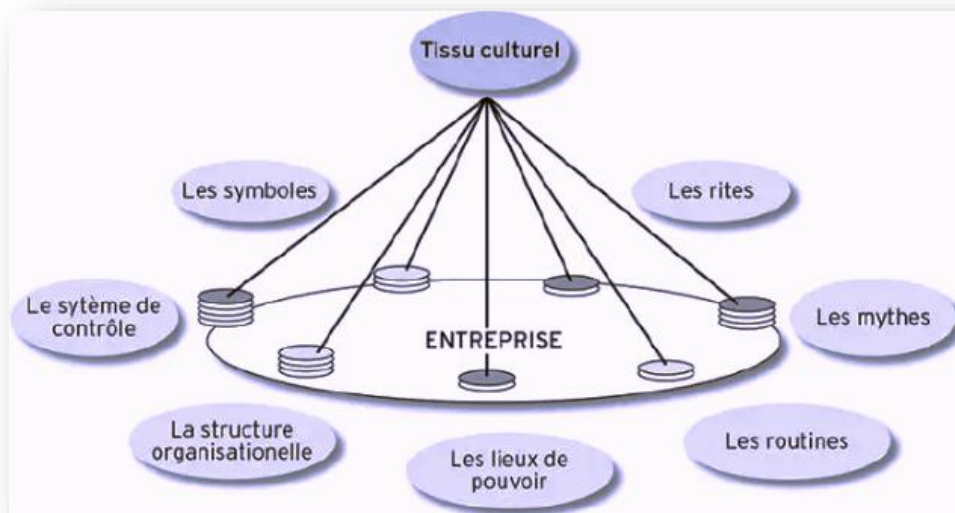 Tissu culturel
Les symboles
Les rites
Le sytème de
contrôle
ENTREPRISE
Les mythes
La structure
organisationelle
Les lieux de
pouvoir
Les routines